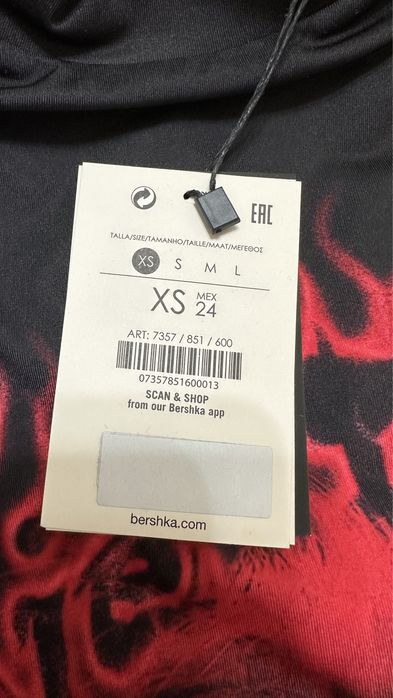 EAC
TALLA/SIZE/TAMANHO/TAILLE/MAAT/ΜΕΓΕΘΟΣ
XS S M L
XS MEX 24
ART: 7357 / 851 / 600
07357851600013
SCAN & SHOP
from our Bershka app
bershka.com